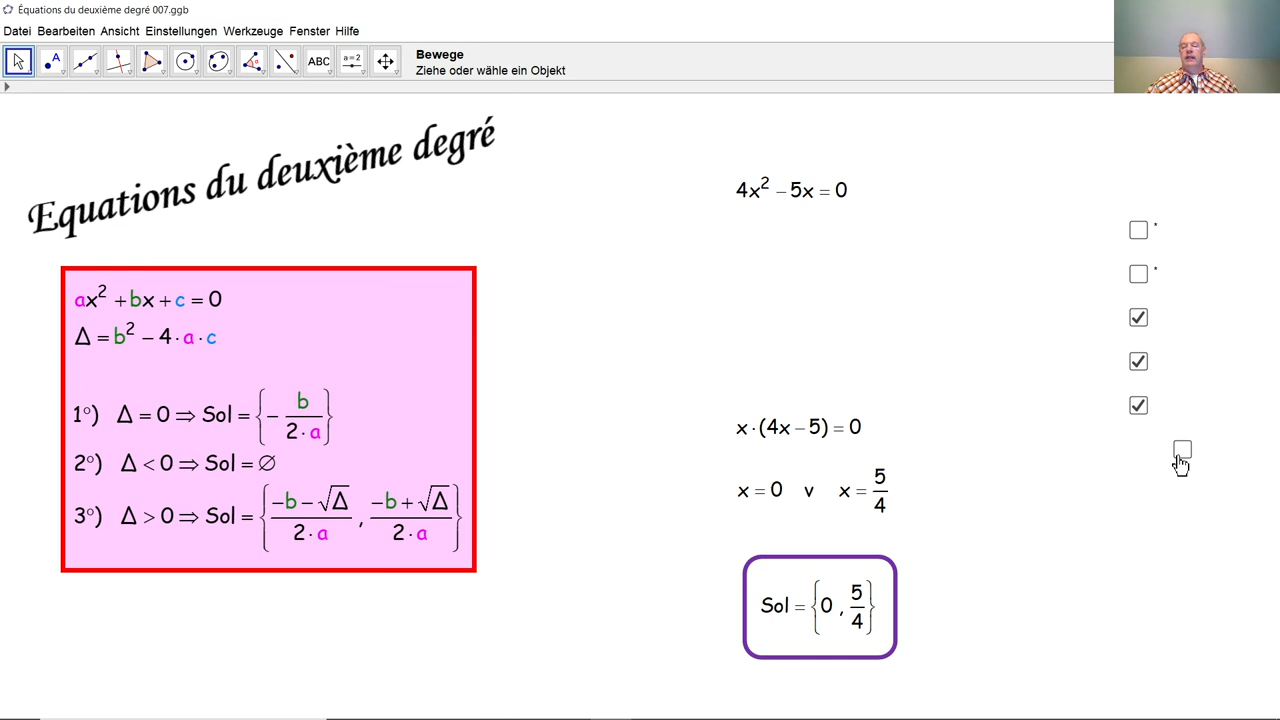 Équations du deuxième degré 007.ggb
Datei Bearbeiten Ansicht Einstellungen Werkzeuge Fenster Hilfe
A
ABC
a=2
Bewege
Ziehe oder wähle ein Objekt
Equations du deuxième degré
ax² + bx + c = 0
Δ = b² − 4 · a · c
1°) Δ = 0 ⇒ Sol = {− b / (2 · a)}
2°) Δ < 0 ⇒ Sol = ∅
3°) Δ > 0 ⇒ Sol = {(−b − √Δ) / (2 · a) , (−b + √Δ) / (2 · a)}
4x² − 5x = 0
x · (4x − 5) = 0
x = 0 v x = 5/4
Sol = {0 , 5/4}